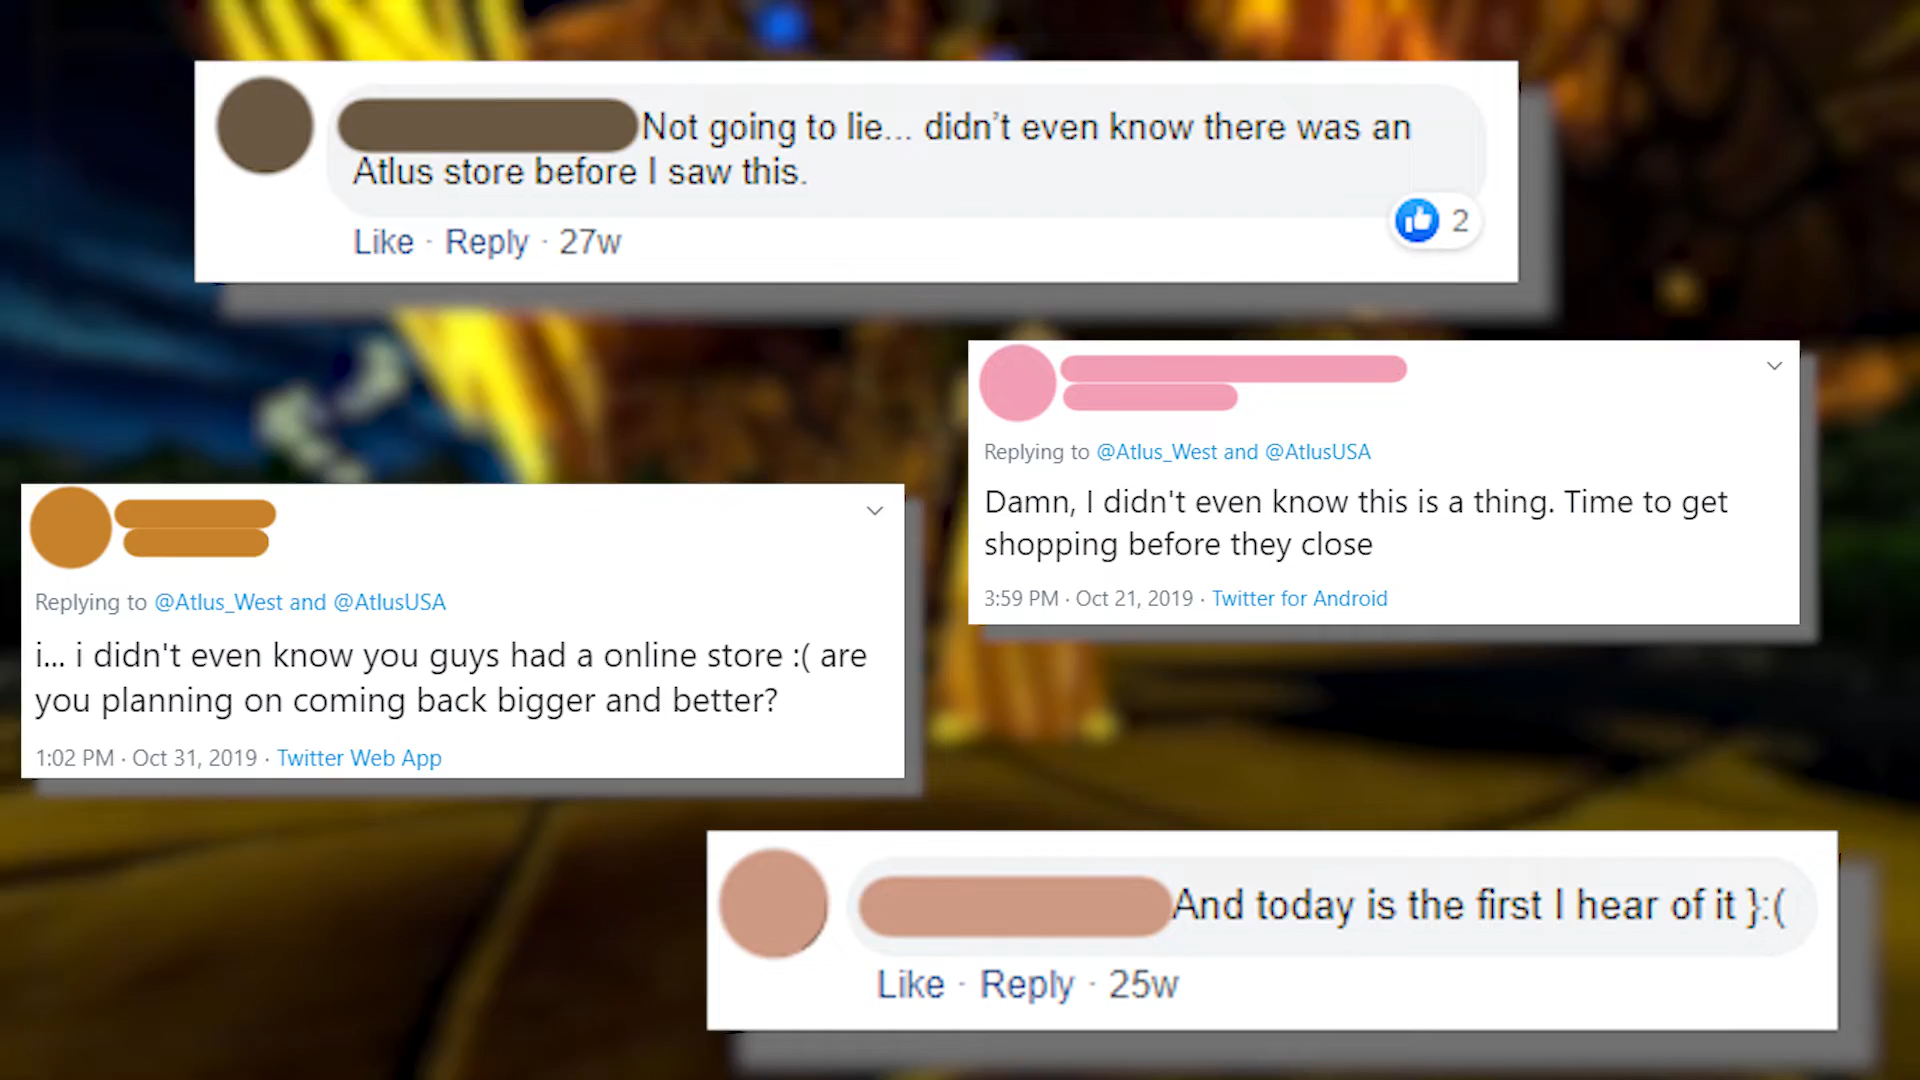 Not going to lie... didn’t even know there was an
Atlus store before I saw this.
2
Like · Reply · 27w
Replying to @Atlus_West and @AtlusUSA
Damn, I didn't even know this is a thing. Time to get
shopping before they close
3:59 PM · Oct 21, 2019 · Twitter for Android
Replying to @Atlus_West and @AtlusUSA
i... i didn't even know you guys had a online store :( are
you planning on coming back bigger and better?
1:02 PM · Oct 31, 2019 · Twitter Web App
And today is the first I hear of it }:(
Like · Reply · 25w